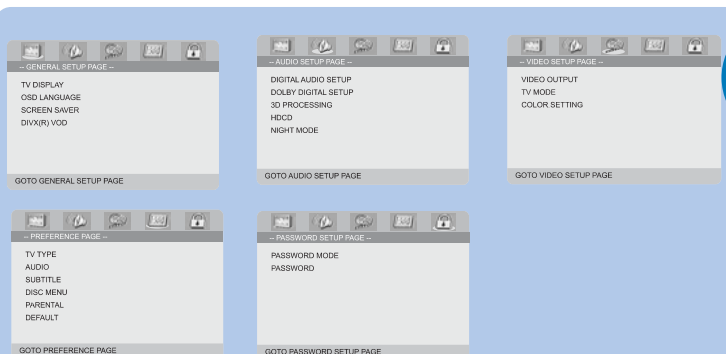 -- GENERAL SETUP PAGE --
TV DISPLAY
OSD LANGUAGE
SCREEN SAVER
DIVX(R) VOD
GOTO GENERAL SETUP PAGE
-- AUDIO SETUP PAGE --
DIGITAL AUDIO SETUP
DOLBY DIGITAL SETUP
3D PROCESSING
HDCD
NIGHT MODE
GOTO AUDIO SETUP PAGE
-- VIDEO SETUP PAGE --
VIDEO OUTPUT
TV MODE
COLOR SETTING
GOTO VIDEO SETUP PAGE
-- PREFERENCE PAGE --
TV TYPE
AUDIO
SUBTITLE
DISC MENU
PARENTAL
DEFAULT
GOTO PREFERENCE PAGE
-- PASSWORD SETUP PAGE --
PASSWORD MODE
PASSWORD
GOTO PASSWORD SETUP PAGE